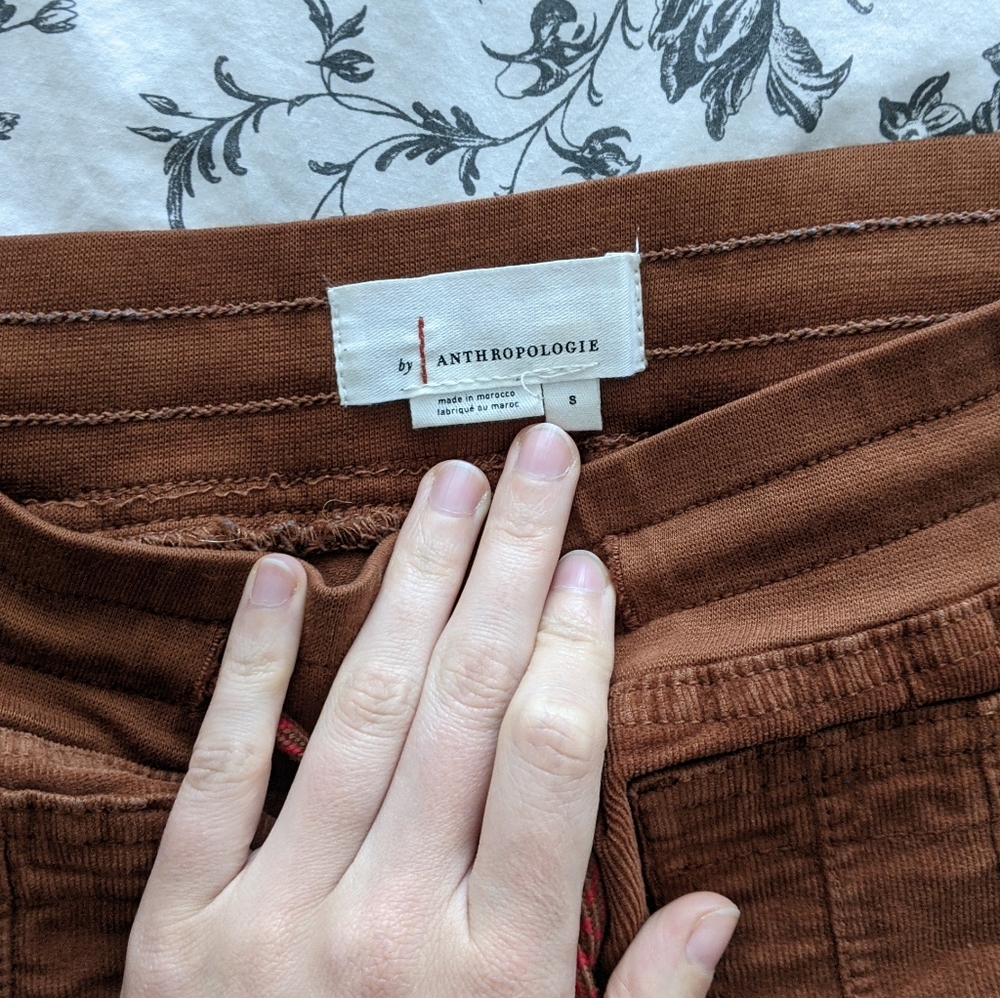 by ANTHROPOLOGIE
made in morocco
fabriqué au maroc
S